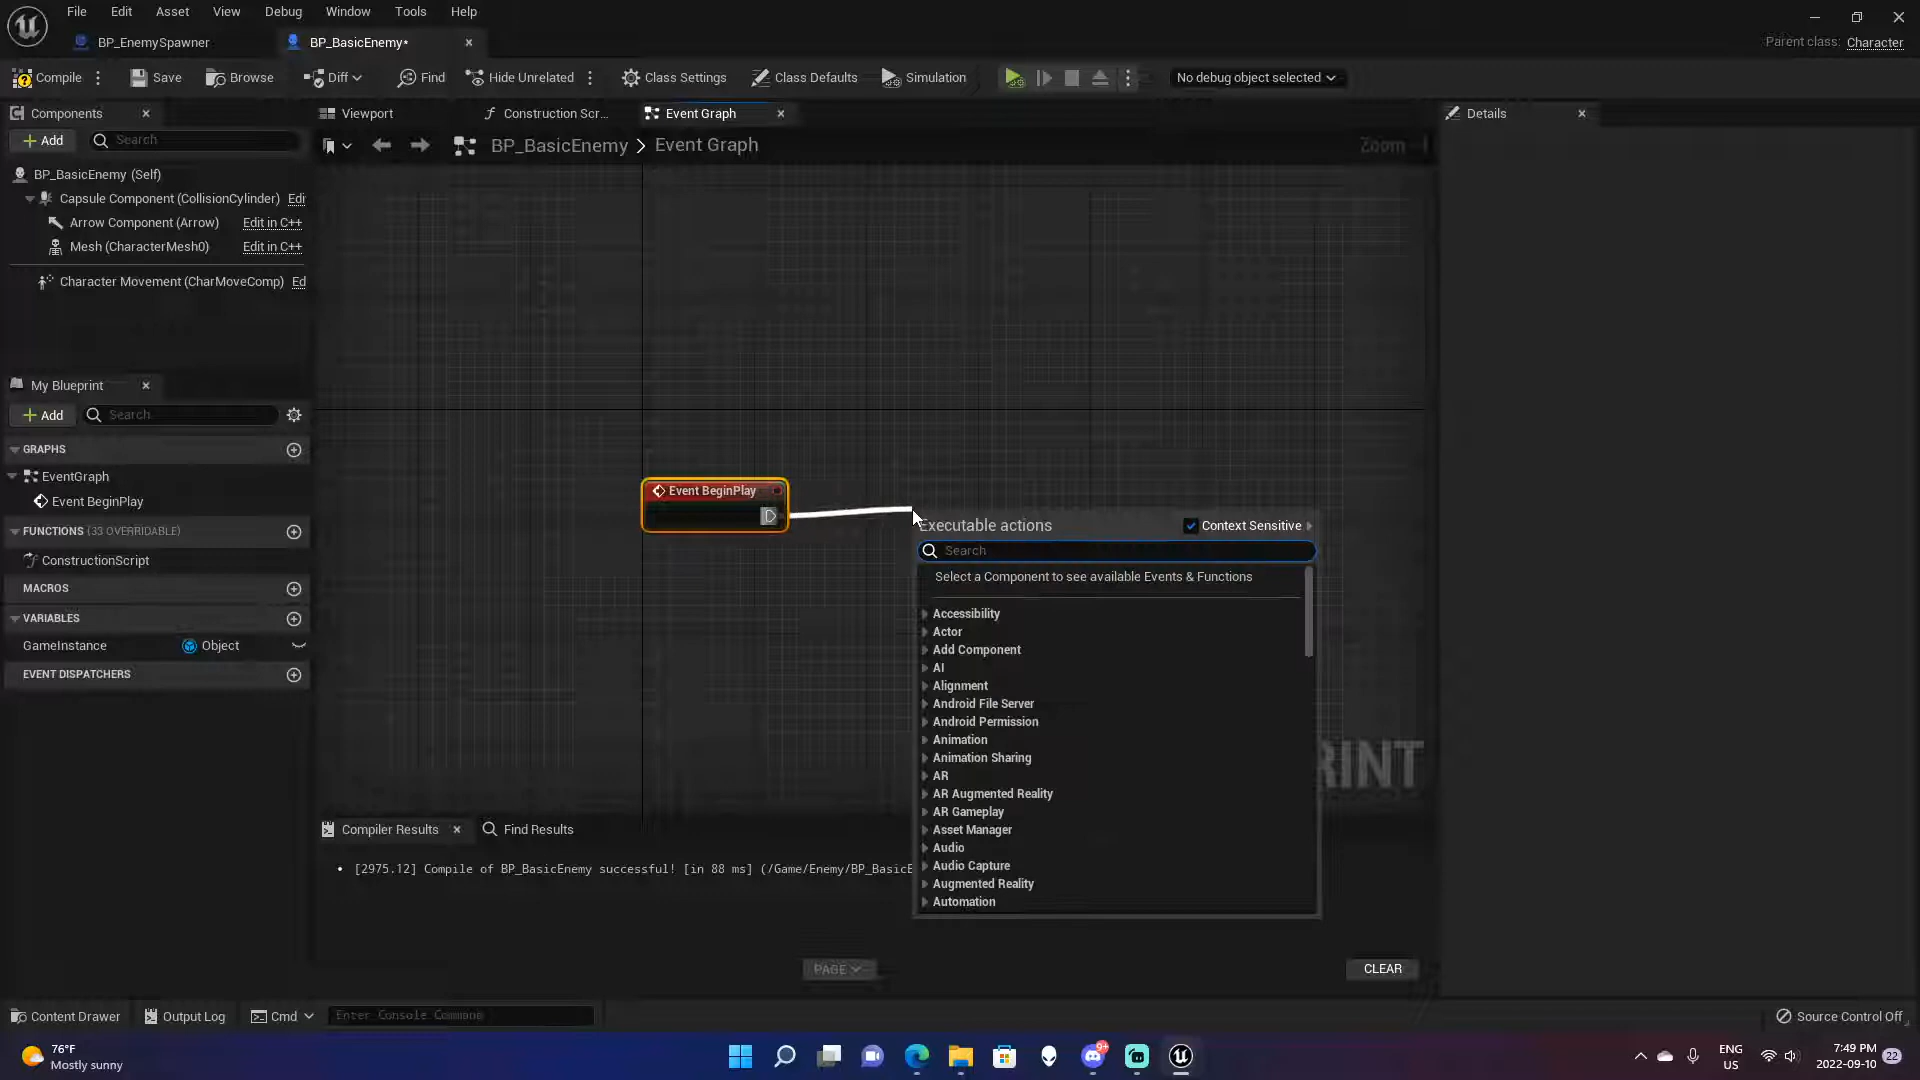 File Edit Asset View Debug Window Tools Help
BP_EnemySpawner
BP_BasicEnemy*
Parent class: Character
Compile Save Browse Diff Find Hide Unrelated Class Settings Class Defaults Simulation No debug object selected
Components
Add Search
BP_BasicEnemy (Self)
Capsule Component (CollisionCylinder) Edi
Arrow Component (Arrow) Edit in C++
Mesh (CharacterMesh0) Edit in C++
Character Movement (CharMoveComp) Ed
My Blueprint
Add Search
GRAPHS
EventGraph
Event BeginPlay
FUNCTIONS (33 OVERRIDABLE)
ConstructionScript
MACROS
VARIABLES
GameInstance Object
EVENT DISPATCHERS
Viewport Construction Scr... Event Graph
BP_BasicEnemy > Event Graph
Zoom
Event BeginPlay
Executable actions Context Sensitive
Search
Select a Component to see available Events & Functions
Accessibility
Actor
Add Component
AI
Alignment
Android File Server
Android Permission
Animation
Animation Sharing
AR
AR Augmented Reality
AR Gameplay
Asset Manager
Audio
Audio Capture
Augmented Reality
Automation
RINT
Compiler Results Find Results
• [2975.12] Compile of BP_BasicEnemy successful! [in 88 ms] (/Game/Enemy/BP_BasicE
PAGE CLEAR
Details
Content Drawer Output Log Cmd Enter Console Command Source Control Off
76°F
Mostly sunny
9+
ENG
US
7:49 PM
2022-09-10
22